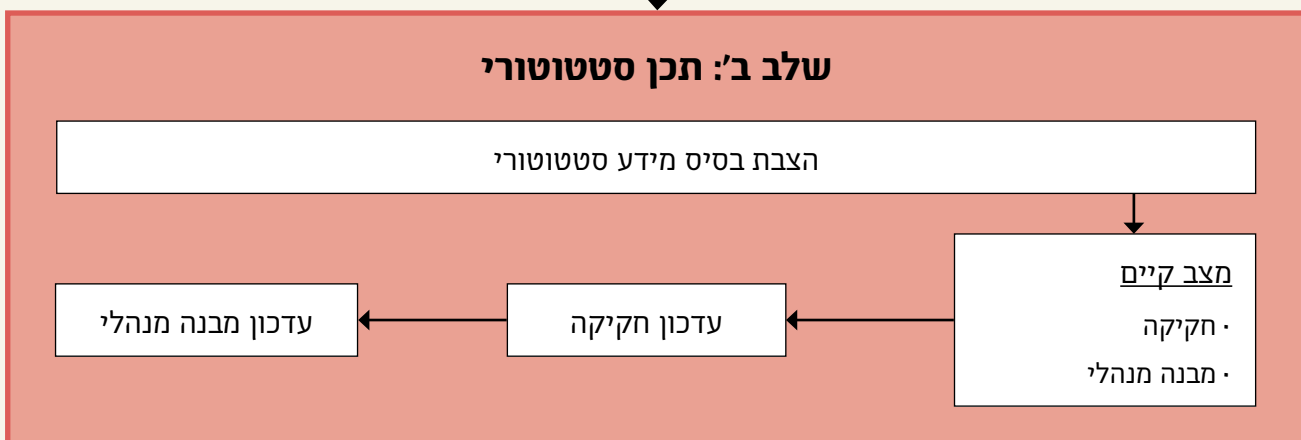 שלב ב': תכן סטטוטורי
הצבת בסיס מידע סטטוטורי
מצב קיים
· חקיקה
· מבנה מנהלי
עדכון חקיקה
עדכון מבנה מנהלי